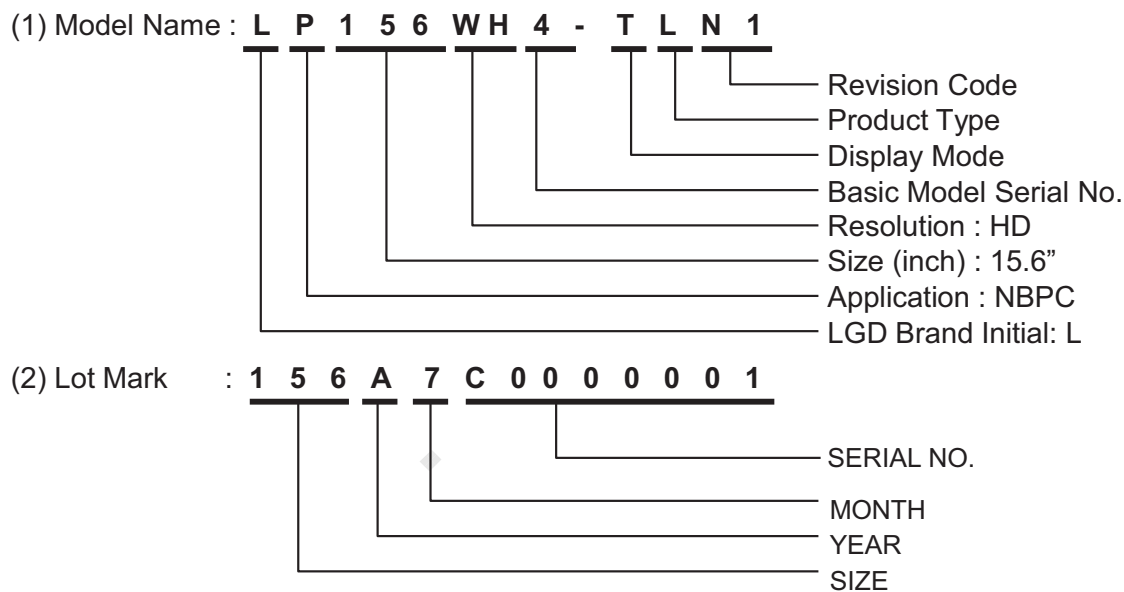 (1) Model Name : L P 1 5 6 W H 4 - T L N 1
Revision Code
Product Type
Display Mode
Basic Model Serial No.
Resolution : HD
Size (inch) : 15.6”
Application : NBPC
LGD Brand Initial: L
(2) Lot Mark : 1 5 6 A 7 C 0 0 0 0 0 0 1
SERIAL NO.
MONTH
YEAR
SIZE